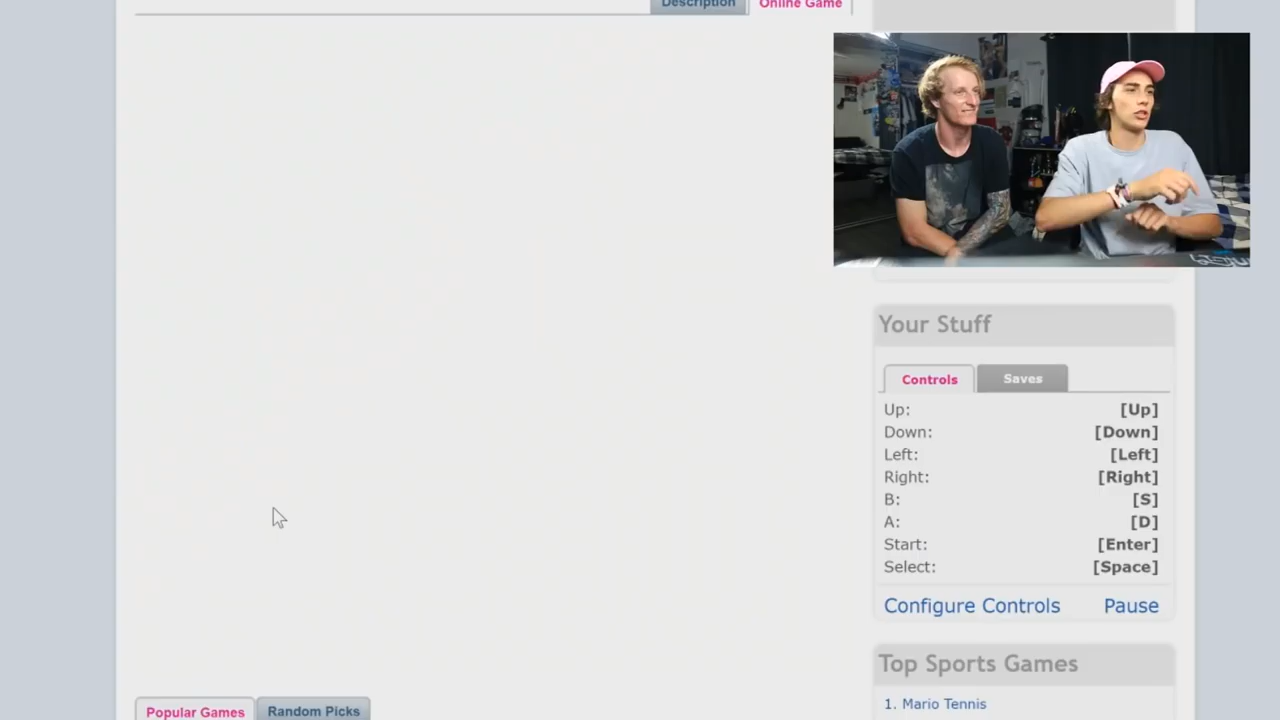 Description
Online Game
Your Stuff
Controls
Saves
Up: [Up]
Down: [Down]
Left: [Left]
Right: [Right]
B: [S]
A: [D]
Start: [Enter]
Select: [Space]
Configure Controls
Pause
Top Sports Games
1. Mario Tennis
Popular Games
Random Picks